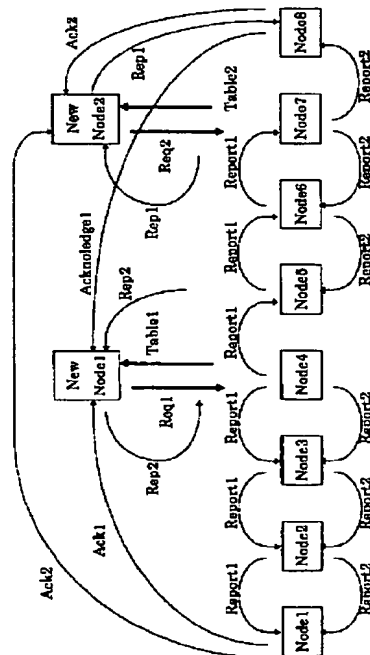 Ack2
Ack2
New
Node1
New
Node2
Ack1
Rep2
Req1
Table1
Rep2
Acknoledge1
Rep1
Req2
Table2
Rep1
Report1
Report1
Report1
Report1
Report1
Report1
Node1
Node2
Node3
Node4
Node5
Node6
Node7
Node8
Report2
Report2
Report2
Report2
Report2
Report2